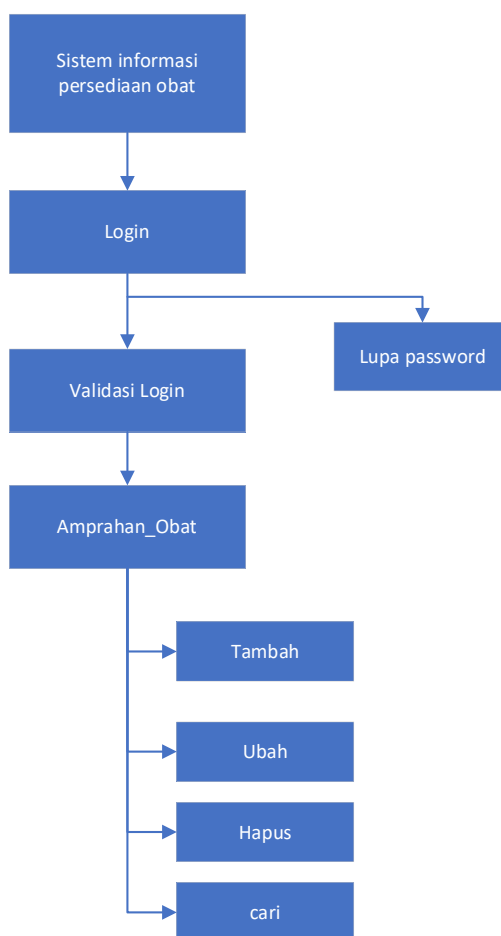 Sistem informasi
persediaan obat
Login
Lupa password
Validasi Login
Amprahan_Obat
Tambah
Ubah
Hapus
cari